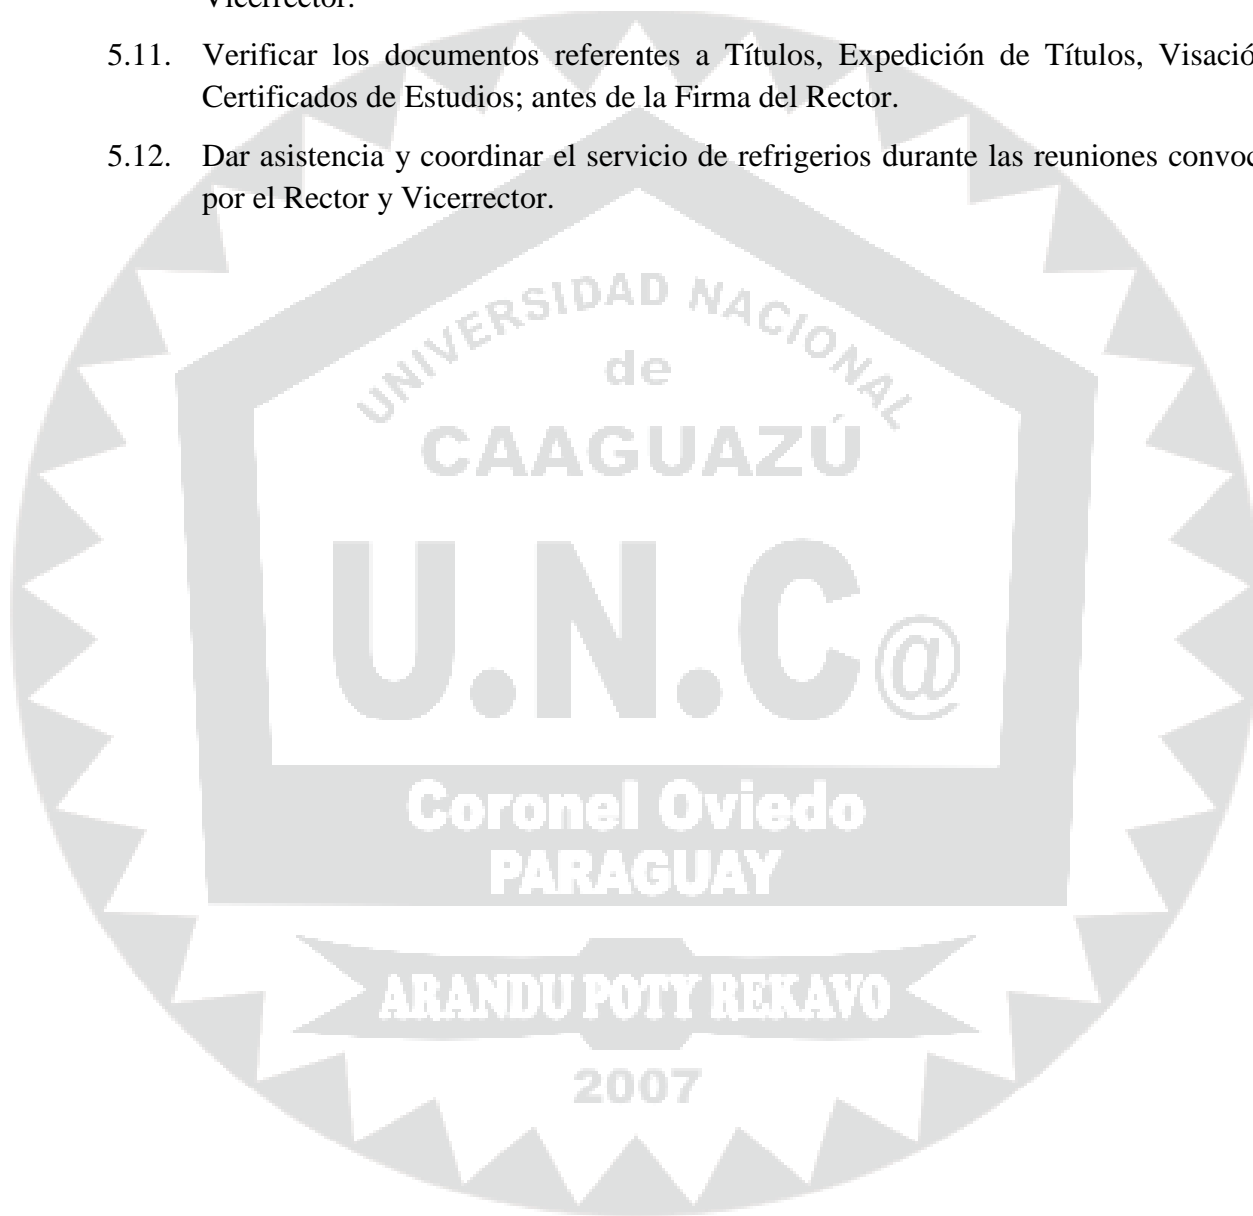 Vicerrector.
5.11. Verificar los documentos referentes a Títulos, Expedición de Títulos, Visació
Certificados de Estudios; antes de la Firma del Rector.
5.12. Dar asistencia y coordinar el servicio de refrigerios durante las reuniones convoc
por el Rector y Vicerrector.
UNIVERSIDAD NACIONAL
de
CAAGUAZÚ
U.N.C@
Coronel Oviedo
PARAGUAY
ARANDU POTY REKAVO
2007